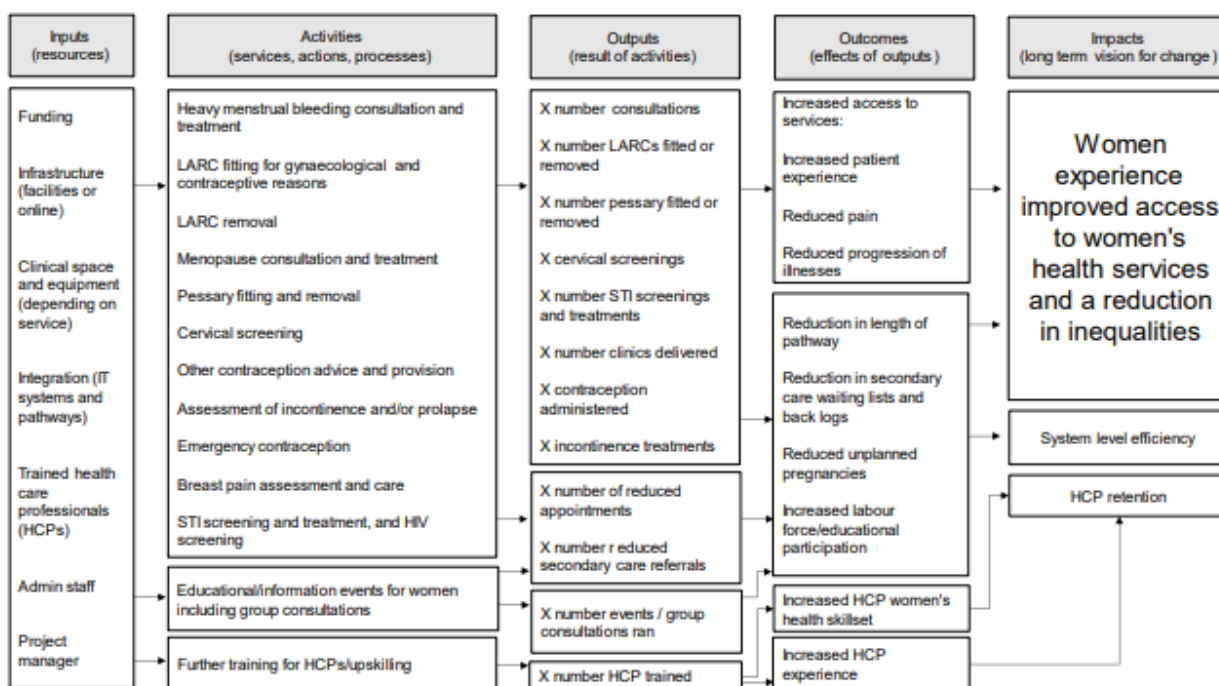 Inputs
(resources)
Activities
(services, actions, processes)
Outputs
(result of activities)
Outcomes
(effects of outputs )
Impacts
(long term vision for change )
Funding
Infrastructure
(facilities or
online)
Clinical space
and equipment
(depending on
service)
Integration (IT
systems and
pathways)
Trained health
care
professionals
(HCPs)
Admin staff
Project
manager
Heavy menstrual bleeding consultation and
treatment
LARC fitting for gynaecological and
contraceptive reasons
LARC removal
Menopause consultation and treatment
Pessary fitting and removal
Cervical screening
Other contraception advice and provision
Assessment of incontinence and/or prolapse
Emergency contraception
Breast pain assessment and care
STI screening and treatment, and HIV
screening
Educational/information events for women
including group consultations
Further training for HCPs/upskilling
X number consultations
X number LARCs fitted or
removed
X number pessary fitted or
removed
X cervical screenings
X number STI screenings
and treatments
X number clinics delivered
X contraception
administered
X incontinence treatments
X number of reduced
appointments
X number r educed
secondary care referrals
X number events / group
consultations ran
X number HCP trained
Increased access to
services:
Increased patient
experience
Reduced pain
Reduced progression of
illnesses
Reduction in length of
pathway
Reduction in secondary
care waiting lists and
back logs
Reduced unplanned
pregnancies
Increased labour
force/educational
participation
Increased HCP women's
health skillset
Increased HCP
experience
Women
experience
improved access
to women's
health services
and a reduction
in inequalities
System level efficiency
HCP retention